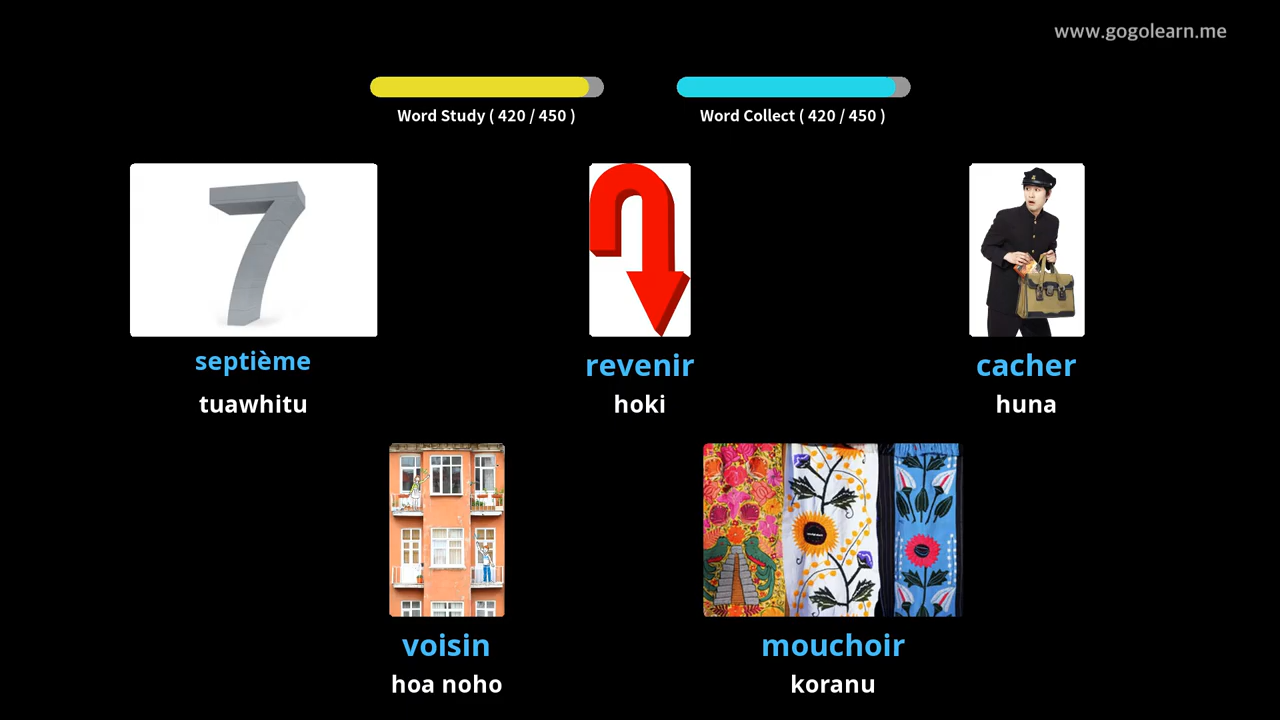 www.gogolearn.me
Word Study ( 420 / 450 )
Word Collect ( 420 / 450 )
septième
revenir
cacher
tuawhitu
hoki
huna
voisin
mouchoir
hoa noho
koranu